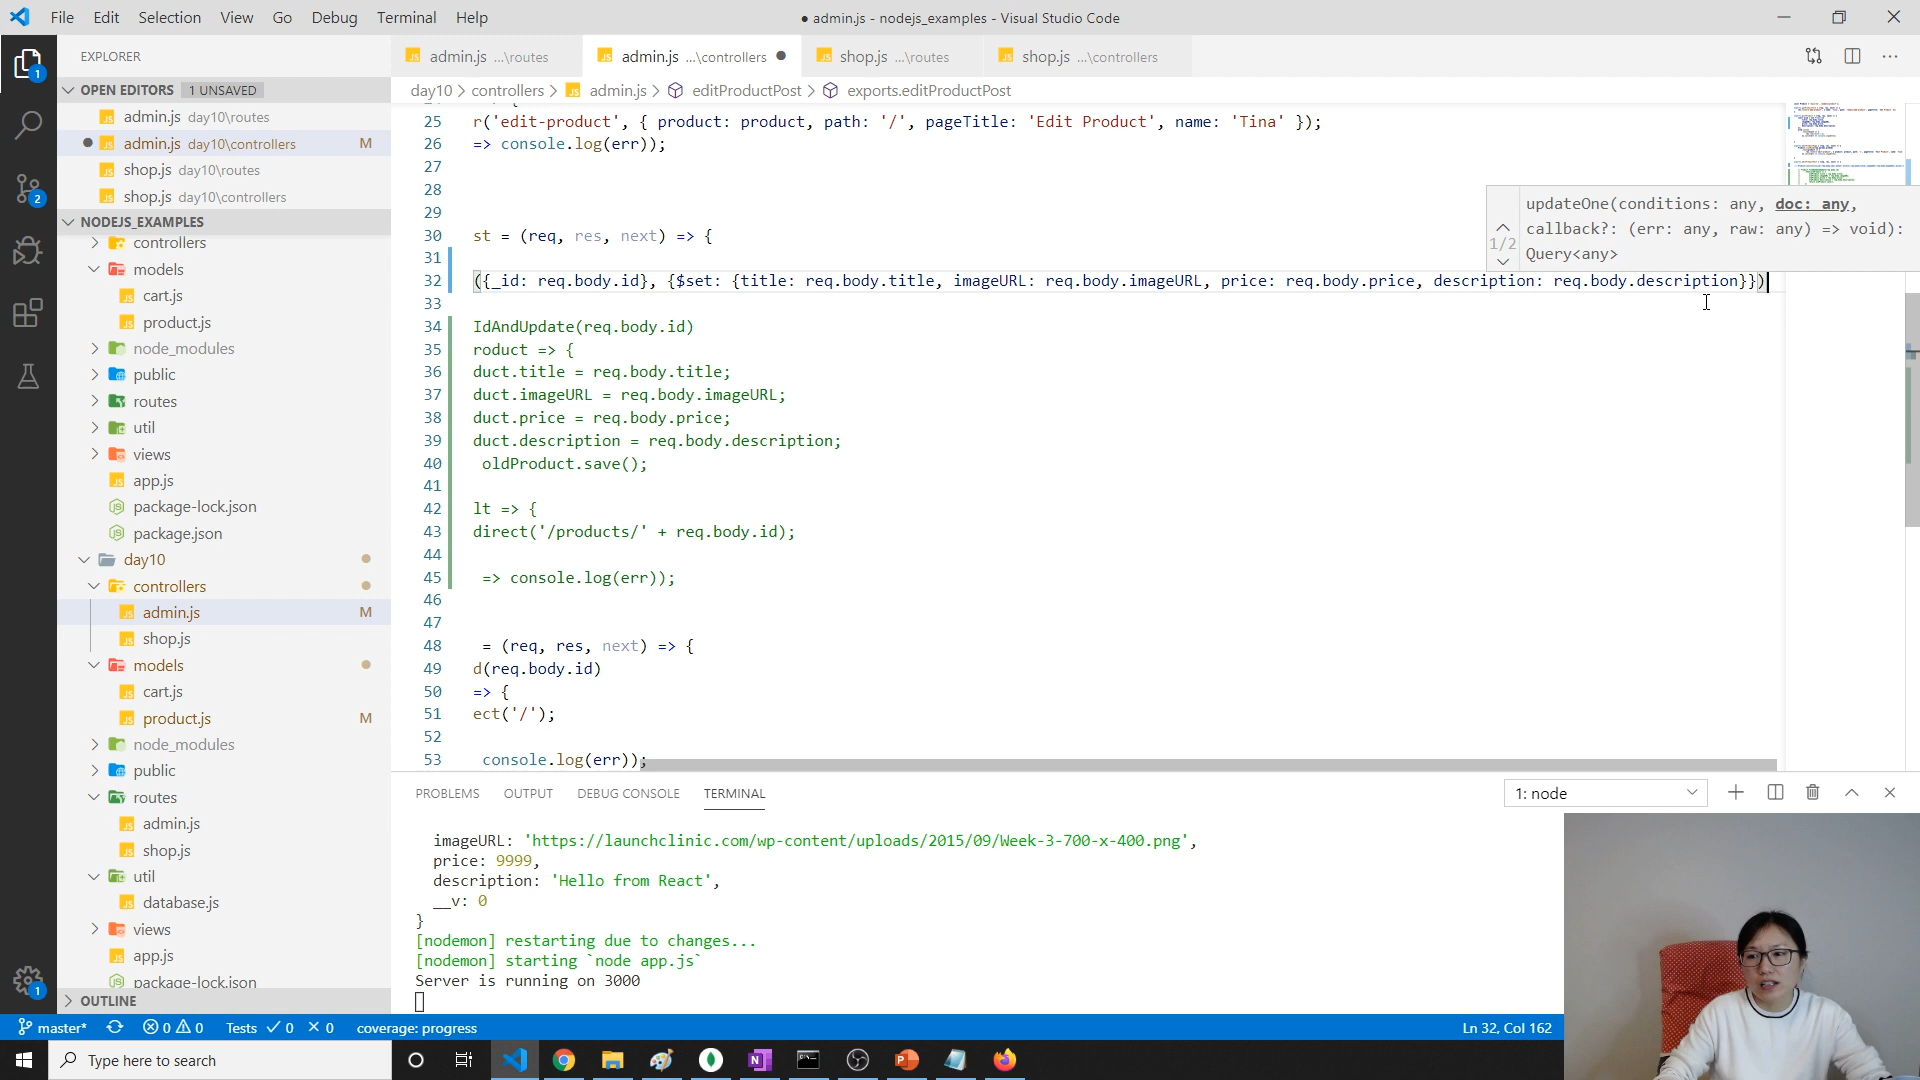 File Edit Selection View Go Debug Terminal Help
● admin.js - nodejs_examples - Visual Studio Code
EXPLORER
OPEN EDITORS 1 UNSAVED
admin.js day10\routes
admin.js day10\controllers M
shop.js day10\routes
shop.js day10\controllers
NODEJS_EXAMPLES
controllers
models
cart.js
product.js
node_modules
public
routes
util
views
app.js
package-lock.json
package.json
day10
controllers
admin.js M
shop.js
models
cart.js
product.js M
node_modules
public
routes
admin.js
shop.js
util
database.js
views
app.js
package-lock.json
OUTLINE
admin.js ...\routes
admin.js ...\controllers
shop.js ...\routes
shop.js ...\controllers
day10 > controllers > admin.js > editProductPost > exports.editProductPost
25 r('edit-product', { product: product, path: '/', pageTitle: 'Edit Product', name: 'Tina' });
26 => console.log(err));
27
28
29
30 st = (req, res, next) => {
31
32 ({_id: req.body.id}, {$set: {title: req.body.title, imageURL: req.body.imageURL, price: req.body.price, description: req.body.description}})
33
34 IdAndUpdate(req.body.id)
35 roduct => {
36 duct.title = req.body.title;
37 duct.imageURL = req.body.imageURL;
38 duct.price = req.body.price;
39 duct.description = req.body.description;
40 oldProduct.save();
41
42 lt => {
43 direct('/products/' + req.body.id);
44
45 => console.log(err));
46
47
48 = (req, res, next) => {
49 d(req.body.id)
50 => {
51 ect('/');
52
53 console.log(err));
1/2
updateOne(conditions: any, doc: any,
callback?: (err: any, raw: any) => void):
Query<any>
PROBLEMS OUTPUT DEBUG CONSOLE TERMINAL
1: node
imageURL: 'https://launchclinic.com/wp-content/uploads/2015/09/Week-3-700-x-400.png',
price: 9999,
description: 'Hello from React',
__v: 0
}
[nodemon] restarting due to changes...
[nodemon] starting `node app.js`
Server is running on 3000
master* 0 0 Tests ✓ 0 × 0 coverage: progress
Ln 32, Col 162
Type here to search